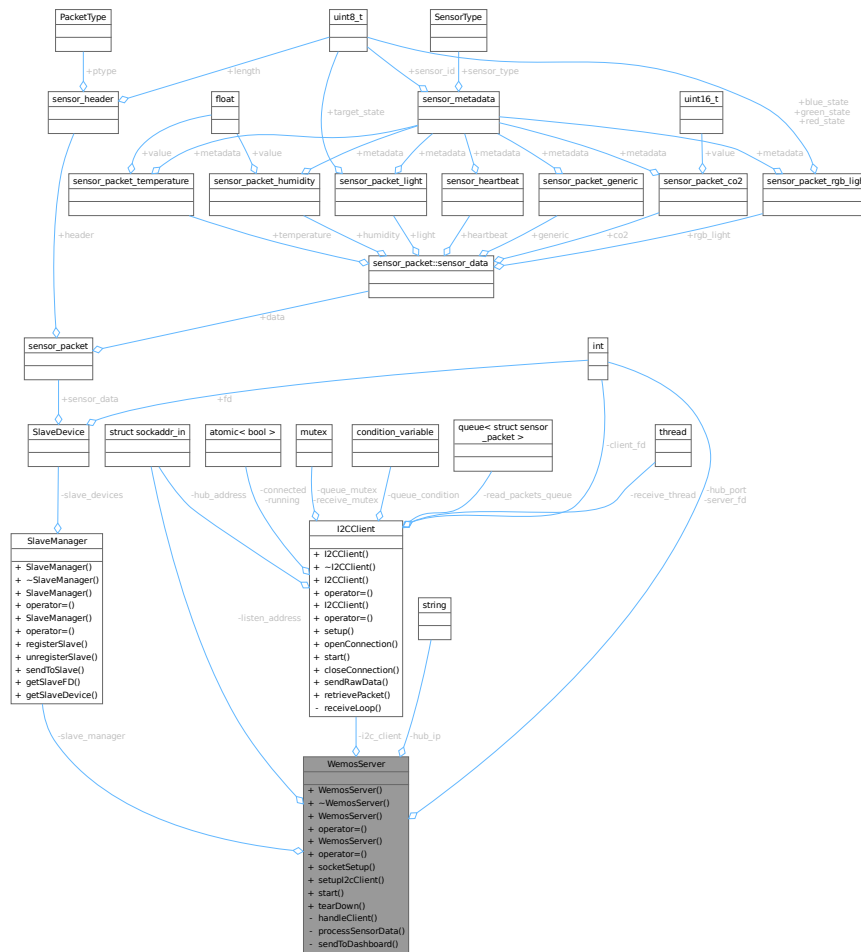 PacketType
uint8_t
SensorType
+ptype
+length
+sensor_id
+sensor_type
sensor_header
float
+target_state
sensor_metadata
uint16_t
+blue_state
+green_state
+red_state
+value
+metadata
+value
+metadata
+metadata
+metadata
+metadata
+metadata
+value
+metadata
sensor_packet_temperature
sensor_packet_humidity
sensor_packet_light
sensor_heartbeat
sensor_packet_generic
sensor_packet_co2
sensor_packet_rgb_light
+header
+temperature
+humidity
+light
+heartbeat
+generic
+co2
+rgb_light
sensor_packet::sensor_data
+data
sensor_packet
int
+sensor_data
+fd
SlaveDevice
struct sockaddr_in
atomic< bool >
mutex
condition_variable
queue< struct sensor
_packet >
thread
-client_fd
-slave_devices
-hub_address
-connected
-running
-queue_mutex
-receive_mutex
-queue_condition
-read_packets_queue
-receive_thread
-hub_port
-server_fd
SlaveManager
+ SlaveManager()
+ ~SlaveManager()
+ SlaveManager()
+ operator=()
+ SlaveManager()
+ operator=()
+ registerSlave()
+ unregisterSlave()
+ sendToSlave()
+ getSlaveFD()
+ getSlaveDevice()
I2CClient
+ I2CClient()
+ ~I2CClient()
+ I2CClient()
+ operator=()
+ I2CClient()
+ operator=()
+ setup()
+ openConnection()
+ start()
+ closeConnection()
+ sendRawData()
+ retrievePacket()
- receiveLoop()
-listen_address
string
-slave_manager
-i2c_client
-hub_ip
WemosServer
+ WemosServer()
+ ~WemosServer()
+ WemosServer()
+ operator=()
+ WemosServer()
+ operator=()
+ socketSetup()
+ setupI2cClient()
+ start()
+ tearDown()
- handleClient()
- processSensorData()
- sendToDashboard()